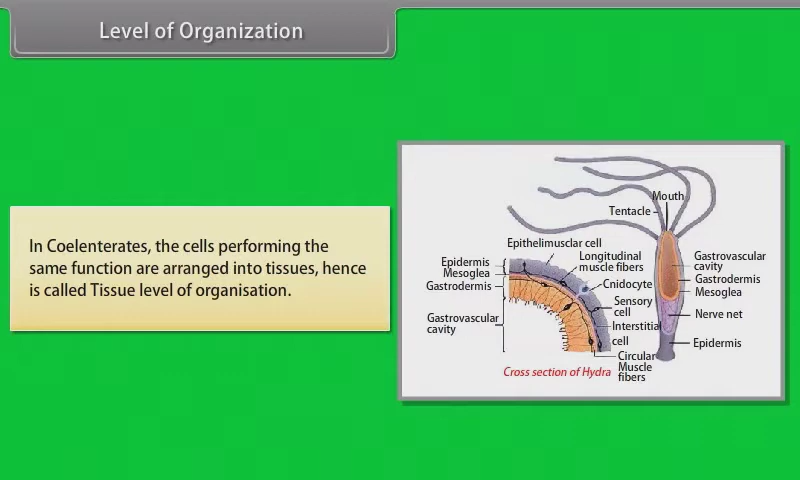 Level of Organization
In Coelenterates, the cells performing the
same function are arranged into tissues, hence
is called Tissue level of organisation.
Mouth
Tentacle
Epithelimusclar cell
Longitudinal
muscle fibers
Epidermis
Mesoglea
Gastrodermis
Cnidocyte
Sensory
cell
Interstitial
cell
Gastrovascular
cavity
Circular
Muscle
fibers
Cross section of Hydra
Gastrovascular
cavity
Gastrodermis
Mesoglea
Nerve net
Epidermis